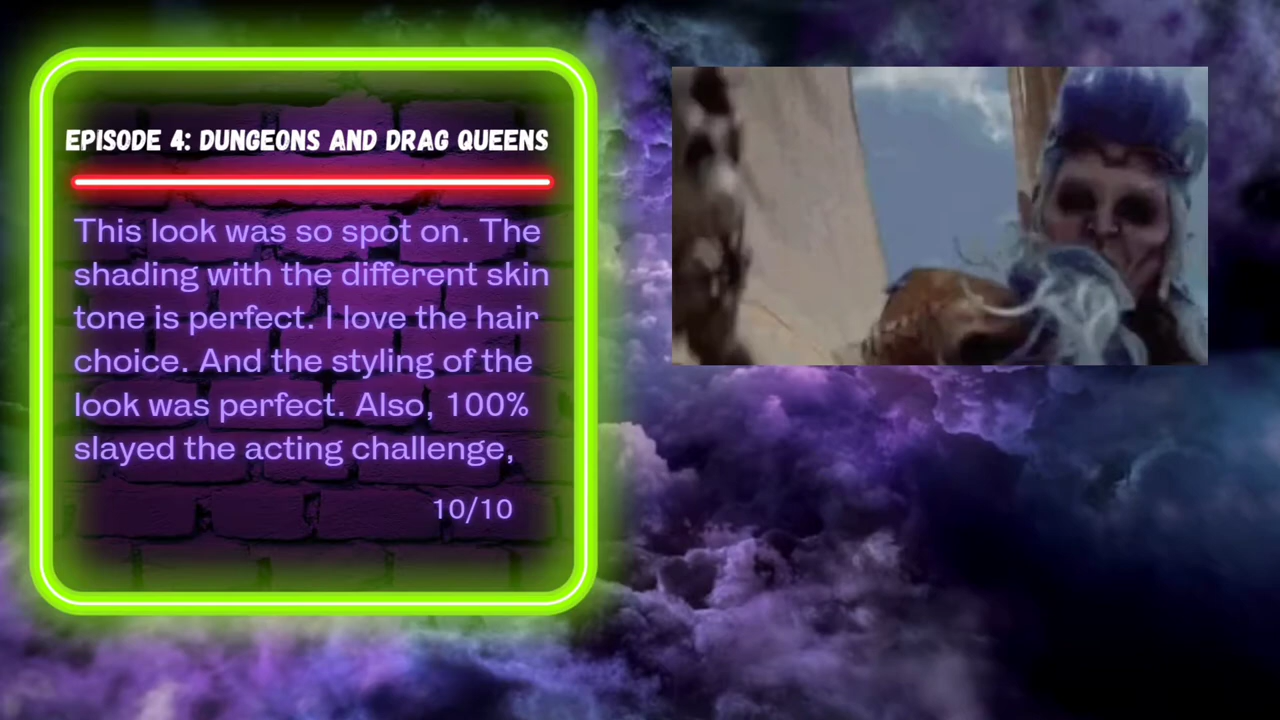 EPISODE 4: DUNGEONS AND DRAG QUEENS
This look was so spot on. The
shading with the different skin
tone is perfect. I love the hair
choice. And the styling of the
look was perfect. Also, 100%
slayed the acting challenge,
10/10